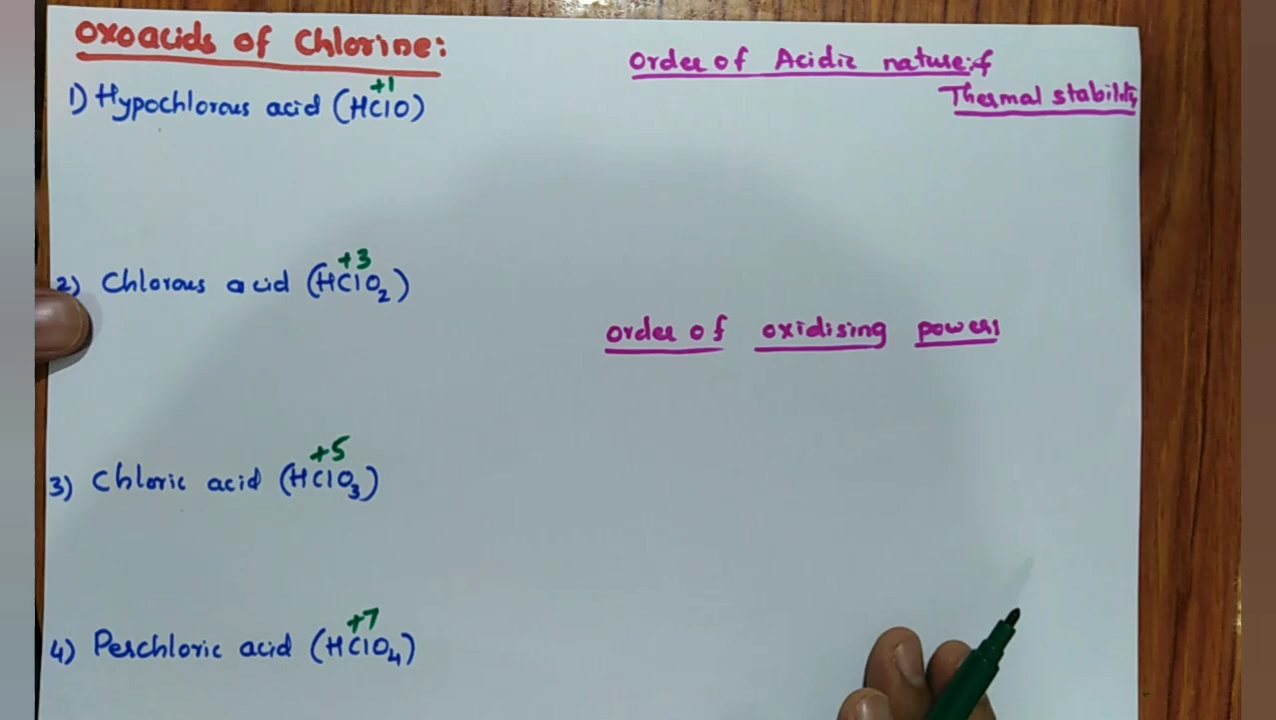 Oxoacids of Chlorine:
Order of Acidic nature: &
Thermal stability
+1
1) Hypochlorous acid (HClO)
+3
2) Chlorous acid (HClO₂)
Order of oxidising powers
+5
3) Chloric acid (HClO₃)
+7
4) Perchloric acid (HClO₄)